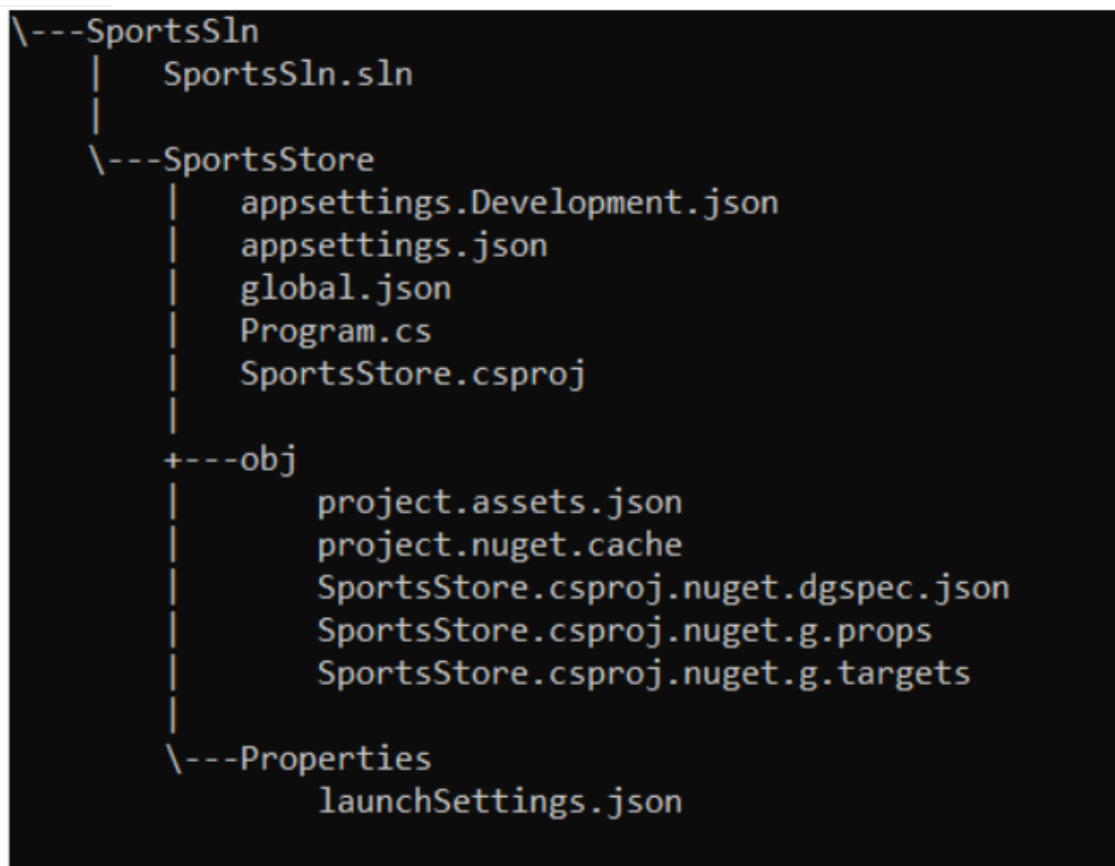 \---SportsSln
    |   SportsSln.sln
    |
    \---SportsStore
        |   appsettings.Development.json
        |   appsettings.json
        |   global.json
        |   Program.cs
        |   SportsStore.csproj
        |
        +---obj
        |       project.assets.json
        |       project.nuget.cache
        |       SportsStore.csproj.nuget.dgspec.json
        |       SportsStore.csproj.nuget.g.props
        |       SportsStore.csproj.nuget.g.targets
        |
        \---Properties
                launchSettings.json